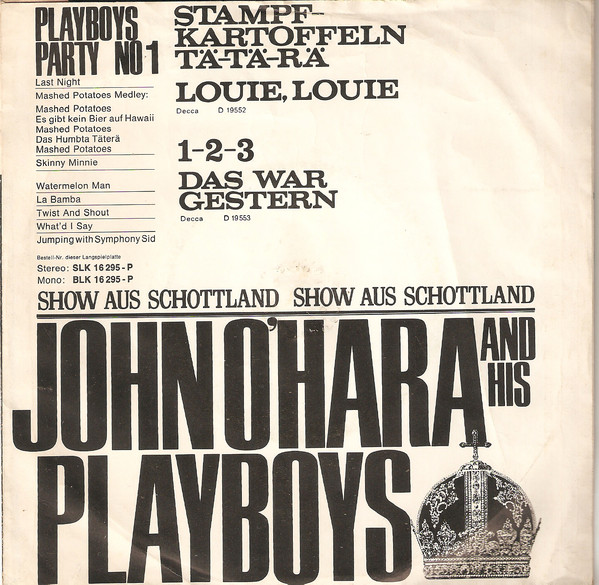 PLAYBOYS
PARTY NO 1
Last Night
Mashed Potatoes Medley:
Mashed Potatoes
Es gibt kein Bier auf Hawaii
Mashed Potatoes
Das Humbta Täterä
Mashed Potatoes
Skinny Minnie
Watermelon Man
La Bamba
Twist And Shout
What'd I Say
Jumping with Symphony Sid
Bestell-Nr. dieser Langspielplatte
Stereo: SLK 16 295 - P
Mono: BLK 16 295 - P
STAMPF-
KARTOFFELN
TÄ-TÄ-RÄ
LOUIE, LOUIE
Decca D 19552
1-2-3
DAS WAR
GESTERN
Decca D 19553
SHOW AUS SCHOTTLAND SHOW AUS SCHOTTLAND
JOHN O'HARA
AND
HIS
PLAYBOYS